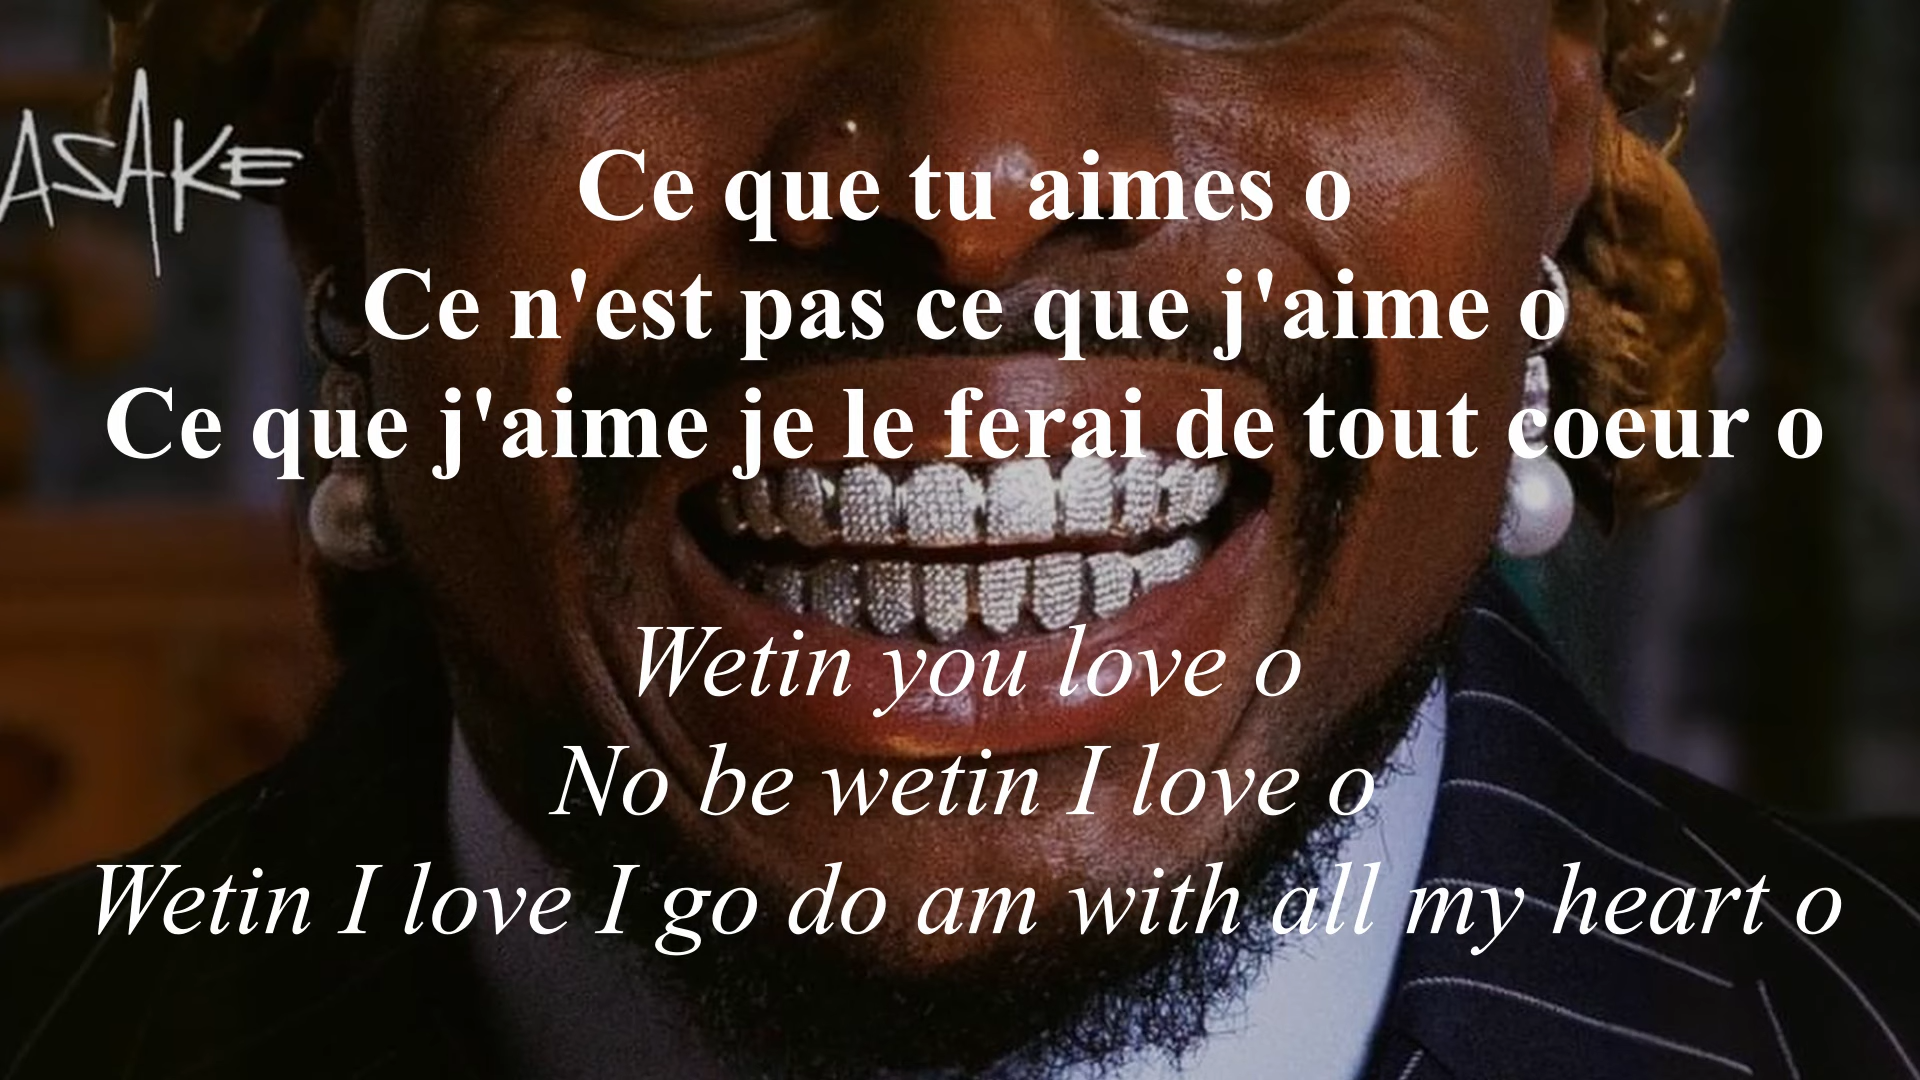 ASAKE
Ce que tu aimes o
Ce n'est pas ce que j'aime o
Ce que j'aime je le ferai de tout coeur o
Wetin you love o
No be wetin I love o
Wetin I love I go do am with all my heart o